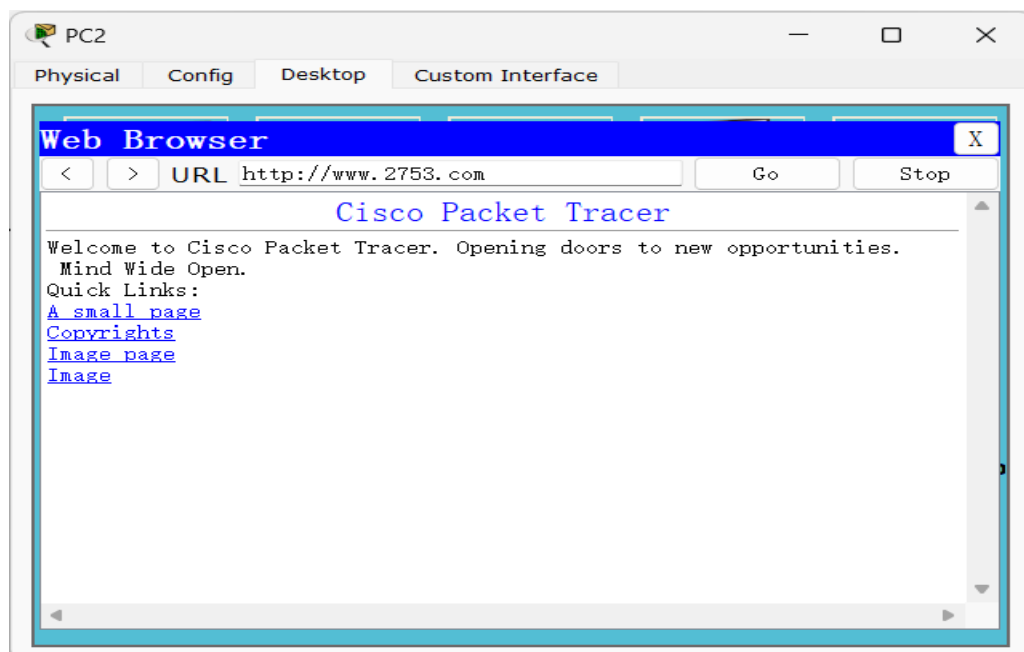 PC2
Physical Config Desktop Custom Interface
Web Browser X
< > URL http://www.2753.com Go Stop
Cisco Packet Tracer
Welcome to Cisco Packet Tracer. Opening doors to new opportunities.
Mind Wide Open.
Quick Links:
A small page
Copyrights
Image page
Image